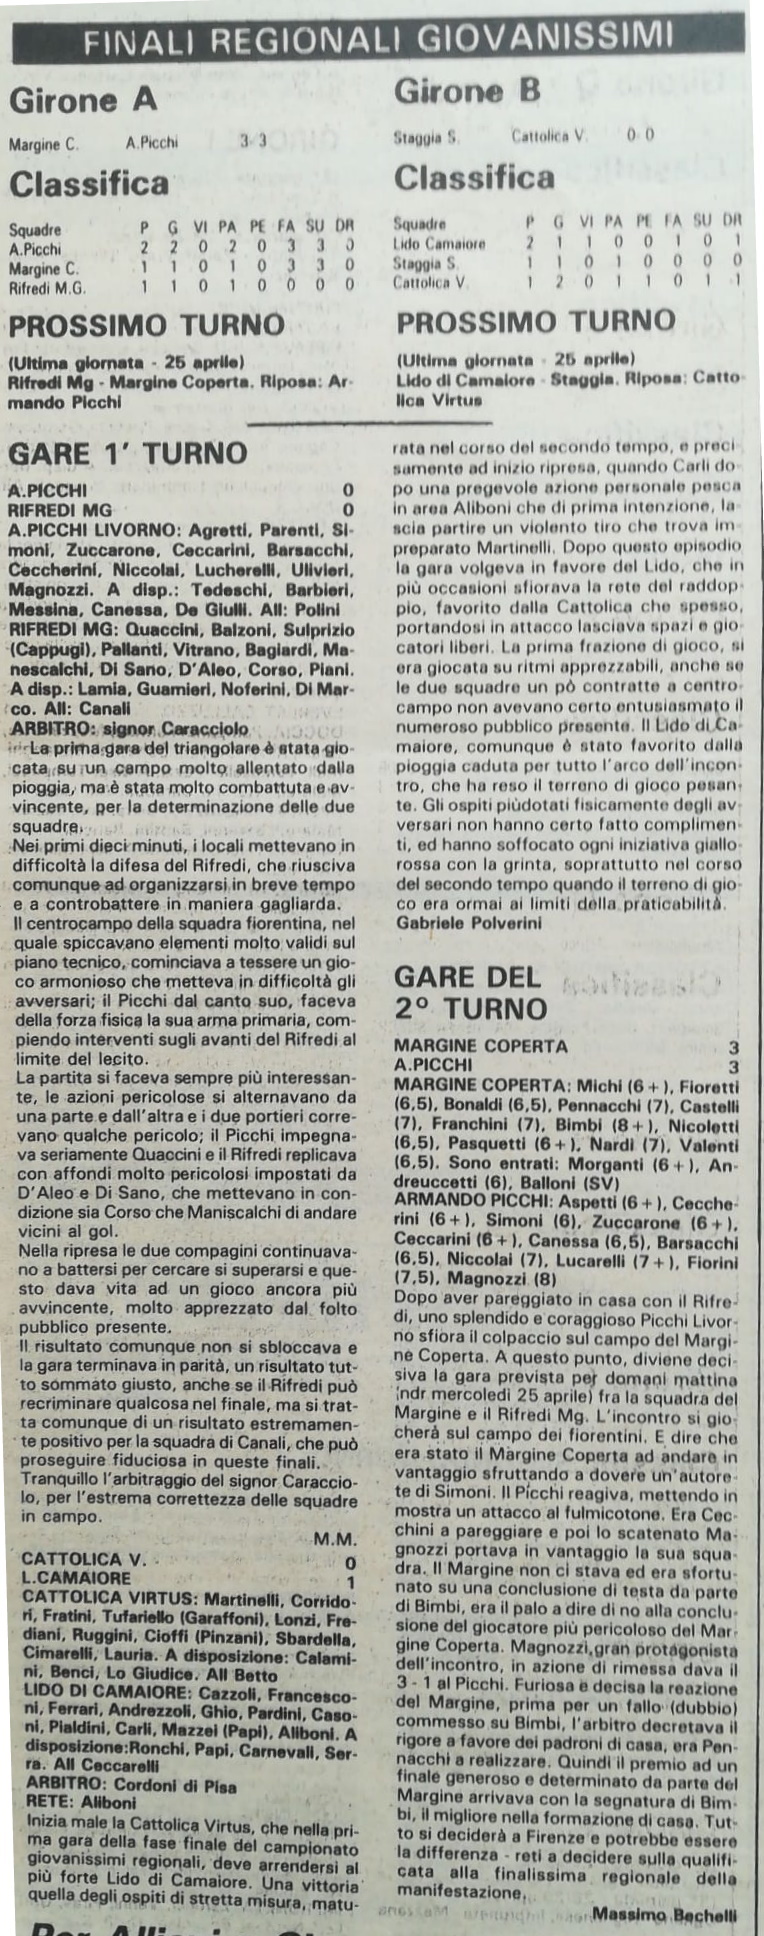 FINALI REGIONALI GIOVANISSIMI
Girone A
Margine C. A.Picchi 3 3
Classifica
Squadre P G VI PA PE FA SU DR
A.Picchi 2 2 0 2 0 3 3 0
Margine C. 1 1 0 1 0 3 3 0
Rifredi M.G. 1 1 0 1 0 0 0 0
PROSSIMO TURNO
(Ultima giornata - 25 aprile)
Rifredi Mg - Margine Coperta. Riposa: Ar-
mando Picchi
Girone B
Staggia S. Cattolica V. 0 0
Classifica
Squadre P G VI PA PE FA SU DR
Lido Camaiore 2 1 1 0 0 1 0 1
Staggia S. 1 1 0 1 0 0 0 0
Cattolica V. 1 2 0 1 1 0 1 1
PROSSIMO TURNO
(Ultima giornata - 25 aprile)
Lido di Camaiore - Staggia. Riposa: Catto-
lica Virtus
GARE 1' TURNO
A.PICCHI 0
RIFREDI MG 0
A.PICCHI LIVORNO: Agretti, Parenti, Si-
moni, Zuccarone, Ceccarini, Barsacchi,
Ceccherini, Niccolai, Lucherelli, Ulivieri,
Magnozzi. A disp.: Tedeschi, Barbieri,
Messina, Canessa, De Giulli. All: Polini
RIFREDI MG: Quaccini, Balzoni, Sulprizio
(Cappugi), Pallanti, Vitrano, Bagiardi, Ma-
nescalchi, Di Sano, D'Aleo, Corso, Piani.
A disp.: Lamia, Guarnieri, Noferini, Di Mar-
co. All: Canali
ARBITRO: signor Caracciolo
La prima gara del triangolare è stata gio-
cata su un campo molto allentato dalla
pioggia, ma è stata molto combattuta e av-
vincente, per la determinazione delle due
squadre.
Nei primi dieci minuti, i locali mettevano in
difficoltà la difesa del Rifredi, che riusciva
comunque ad organizzarsi in breve tempo
e a controbattere in maniera gagliarda.
Il centrocampo della squadra fiorentina, nel
quale spiccavano elementi molto validi sul
piano tecnico, cominciava a tessere un gio-
co armonioso che metteva in difficoltà gli
avversari; il Picchi dal canto suo, faceva
della forza fisica la sua arma primaria, com-
piendo interventi sugli avanti del Rifredi al
limite del lecito.
La partita si faceva sempre più interessan-
te, le azioni pericolose si alternavano da
una parte e dall'altra e i due portieri corre-
vano qualche pericolo; il Picchi impegna-
va seriamente Quaccini e il Rifredi replicava
con affondi molto pericolosi impostati da
D'Aleo e Di Sano, che mettevano in con-
dizione sia Corso che Maniscalchi di andare
vicini al gol.
Nella ripresa le due compagini continuava-
no a battersi per cercare si superarsi e que-
sto dava vita ad un gioco ancora più
avvincente, molto apprezzato dal folto
pubblico presente.
Il risultato comunque non si sbloccava e
la gara terminava in parità, un risultato tut-
to sommato giusto, anche se il Rifredi può
recriminare qualcosa nel finale, ma si trat-
ta comunque di un risultato estremamen-
te positivo per la squadra di Canali, che può
proseguire fiduciosa in queste finali.
Tranquillo l'arbitraggio del signor Caraccio-
lo, per l'estrema correttezza delle squadre
in campo.
M.M.
CATTOLICA V. 0
L.CAMAIORE 1
CATTOLICA VIRTUS: Martinelli, Corrido-
ri, Fratini, Tufariello (Garaffoni), Lonzi, Fre-
diani, Ruggini, Cioffi (Pinzani), Sbardella,
Cimarelli, Lauria. A disposizione: Calami-
ni, Benci, Lo Giudice. All Betto
LIDO DI CAMAIORE: Cazzoli, Francesco-
ni, Ferrari, Andrezzoli, Ghio, Pardini, Caso-
ni, Pialdini, Carli, Mazzei (Papi), Aliboni. A
disposizione:Ronchi, Papi, Carnevali, Ser-
ra. All Ceccarelli
ARBITRO: Cordoni di Pisa
RETE: Aliboni
Inizia male la Cattolica Virtus, che nella pri-
ma gara della fase finale del campionato
giovanissimi regionali, deve arrendersi al
più forte Lido di Camaiore. Una vittoria
quella degli ospiti di stretta misura, matu-
rata nel corso del secondo tempo, e preci-
samente ad inizio ripresa, quando Carli do-
po una pregevole azione personale pesca
in area Aliboni che di prima intenzione, la-
scia partire un violento tiro che trova im-
preparato Martinelli. Dopo questo episodio
la gara volgeva in favore del Lido, che in
più occasioni sfiorava la rete del raddop-
pio, favorito dalla Cattolica che spesso,
portandosi in attacco lasciava spazi e gio-
catori liberi. La prima frazione di gioco, si
era giocata su ritmi apprezzabili, anche se
le due squadre un pò contratte a centro-
campo non avevano certo entusiasmato il
numeroso pubblico presente. Il Lido di Ca-
maiore, comunque è stato favorito dalla
pioggia caduta per tutto l'arco dell'incon-
tro, che ha reso il terreno di gioco pesan-
te. Gli ospiti piùdotati fisicamente degli av-
versari non hanno certo fatto complimen-
ti, ed hanno soffocato ogni iniziativa giallo-
rossa con la grinta, soprattutto nel corso
del secondo tempo quando il terreno di gio-
co era ormai ai limiti della praticabilità.
Gabriele Polverini
GARE DEL
2° TURNO
MARGINE COPERTA 3
A.PICCHI 3
MARGINE COPERTA: Michi (6+), Fioretti
(6,5), Bonaldi (6,5), Pennacchi (7), Castelli
(7), Franchini (7), Bimbi (8+), Nicoletti
(6,5), Pasquetti (6+), Nardi (7), Valenti
(6,5). Sono entrati: Morganti (6+), An-
dreuccetti (6), Balloni (SV)
ARMANDO PICCHI: Aspetti (6+), Cecche-
rini (6+), Simoni (6), Zuccarone (6+),
Ceccarini (6+), Canessa (6,5), Barsacchi
(6,5), Niccolai (7), Lucarelli (7+), Fiorini
(7,5), Magnozzi (8)
Dopo aver pareggiato in casa con il Rifre-
di, uno splendido e coraggioso Picchi Livor-
no sfiora il colpaccio sul campo del Margi-
ne Coperta. A questo punto, diviene deci-
siva la gara prevista per domani mattina
(ndr mercoledì 25 aprile) fra la squadra del
Margine e il Rifredi Mg. L'incontro si gio-
cherà sul campo dei fiorentini. E dire che
era stato il Margine Coperta ad andare in
vantaggio sfruttando a dovere un'autore-
te di Simoni. Il Picchi reagiva, mettendo in
mostra un attacco al fulmicotone. Era Cec-
chini a pareggiare e poi lo scatenato Ma-
gnozzi portava in vantaggio la sua squa-
dra. Il Margine non ci stava ed era sfortu-
nato su una conclusione di testa da parte
di Bimbi, era il palo a dire di no alla conclu-
sione del giocatore più pericoloso del Mar-
gine Coperta. Magnozzi,gran protagonista
dell'incontro, in azione di rimessa dava il
3 - 1 al Picchi. Furiosa e decisa la reazione
del Margine, prima per un fallo (dubbio)
commesso su Bimbi, l'arbitro decretava il
rigore a favore dei padroni di casa, era Pen-
nacchi a realizzare. Quindi il premio ad un
finale generoso e determinato da parte del
Margine arrivava con la segnatura di Bim-
bi, il migliore nella formazione di casa. Tut-
to si deciderà a Firenze e potrebbe essere
la differenza - reti a decidere sulla qualifi-
cata alla finalissima regionale della
manifestazione.
Massimo Bechelli